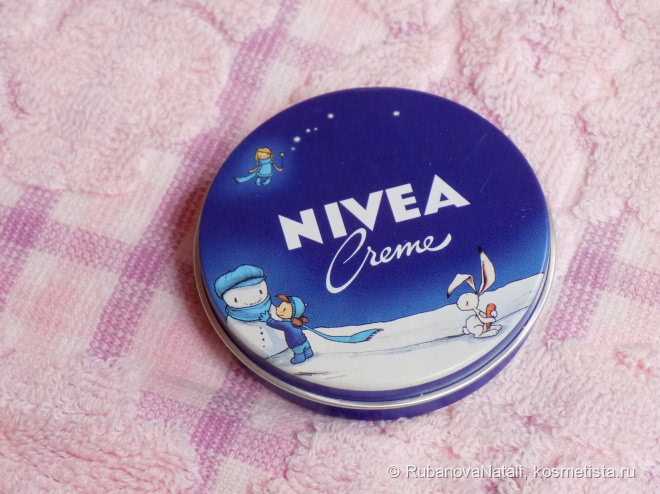 NIVEA
Creme
© RubanovaNatali, kosmetista.ru